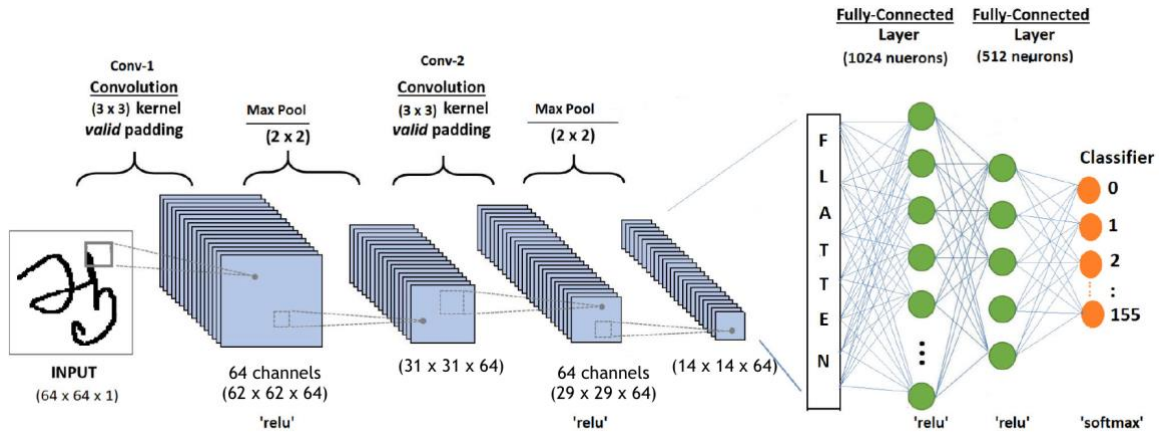 Conv-1
Convolution
(3 x 3) kernel
valid padding
Max Pool
(2 x 2)
Conv-2
Convolution
(3 x 3) kernel
valid padding
Max Pool
(2 x 2)
Fully-Connected
Layer
(1024 nuerons)
Fully-Connected
Layer
(512 neurons)
INPUT
(64 x 64 x 1)
64 channels
(62 x 62 x 64)
'relu'
(31 x 31 x 64)
64 channels
(29 x 29 x 64)
'relu'
(14 x 14 x 64)
F
L
A
T
T
E
N
'relu'
'relu'
Classifier
0
1
2
:
155
'softmax'